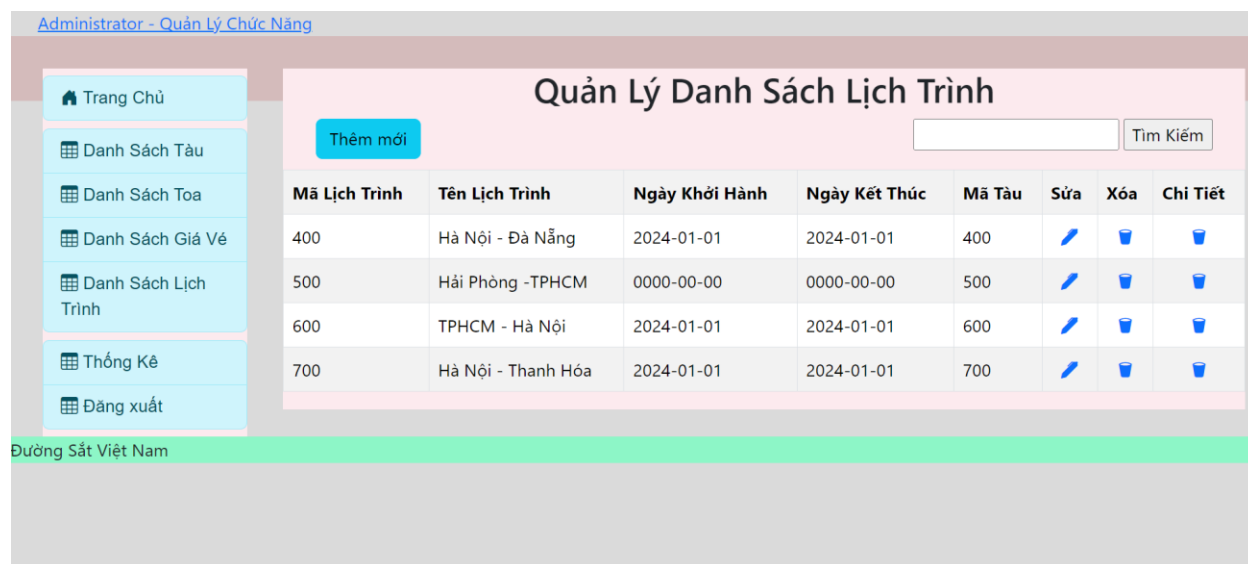 Administrator - Quản Lý Chức Năng
Trang Chủ
Danh Sách Tàu
Danh Sách Toa
Danh Sách Giá Vé
Danh Sách Lịch
Trình
Thống Kê
Đăng xuất
Quản Lý Danh Sách Lịch Trình
Thêm mới
Tìm Kiếm
Mã Lịch Trình Tên Lịch Trình Ngày Khởi Hành Ngày Kết Thúc Mã Tàu Sửa Xóa Chi Tiết
400 Hà Nội - Đà Nẵng 2024-01-01 2024-01-01 400
500 Hải Phòng -TPHCM 0000-00-00 0000-00-00 500
600 TPHCM - Hà Nội 2024-01-01 2024-01-01 600
700 Hà Nội - Thanh Hóa 2024-01-01 2024-01-01 700
Đường Sắt Việt Nam